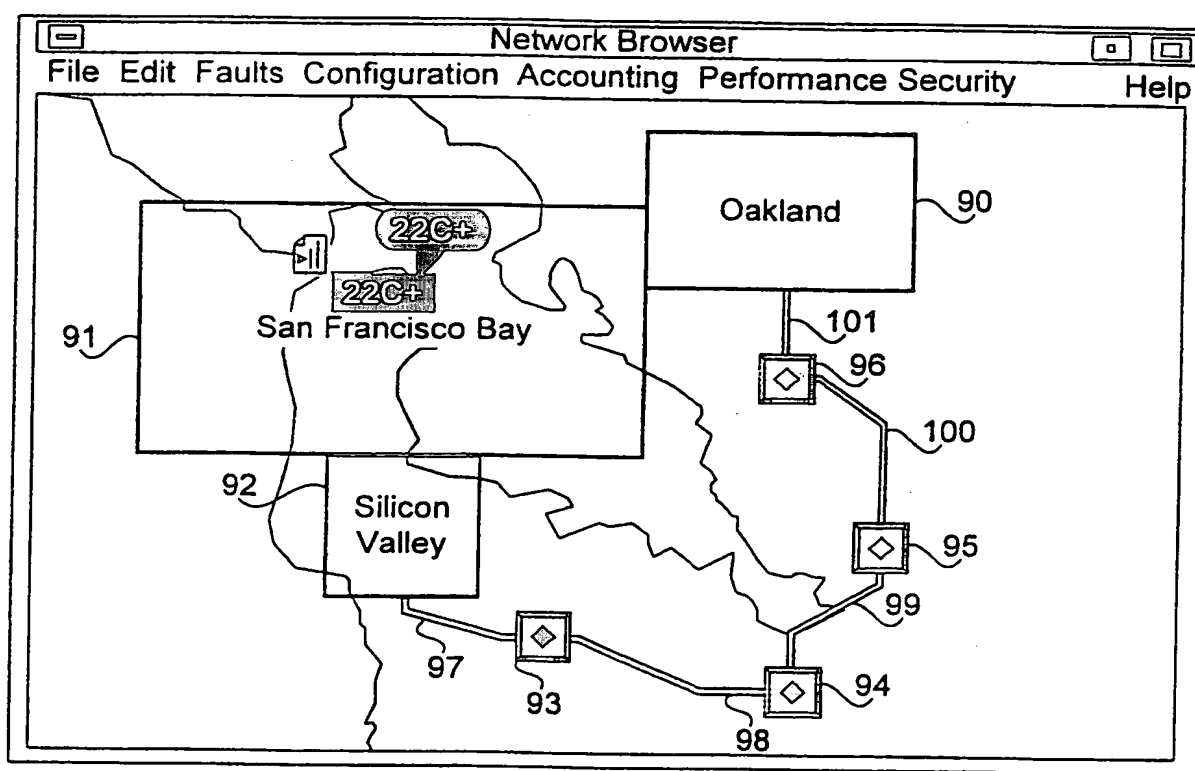 Network Browser
File Edit Faults Configuration Accounting Performance Security Help
Oakland
90
22C+
22C+
San Francisco Bay
91
101
96
100
92
Silicon
Valley
95
99
97
93
94
98